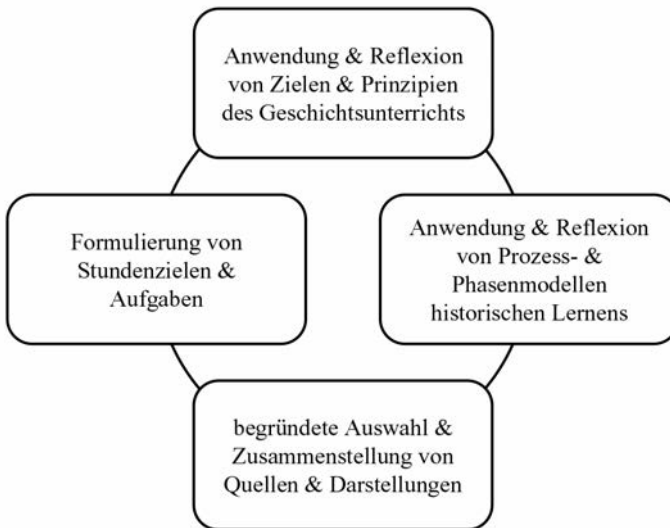 Anwendung & Reflexion
von Zielen & Prinzipien
des Geschichtsunterrichts
Formulierung von
Stundenzielen &
Aufgaben
Anwendung & Reflexion
von Prozess- &
Phasenmodellen
historischen Lernens
begründete Auswahl &
Zusammenstellung von
Quellen & Darstellungen